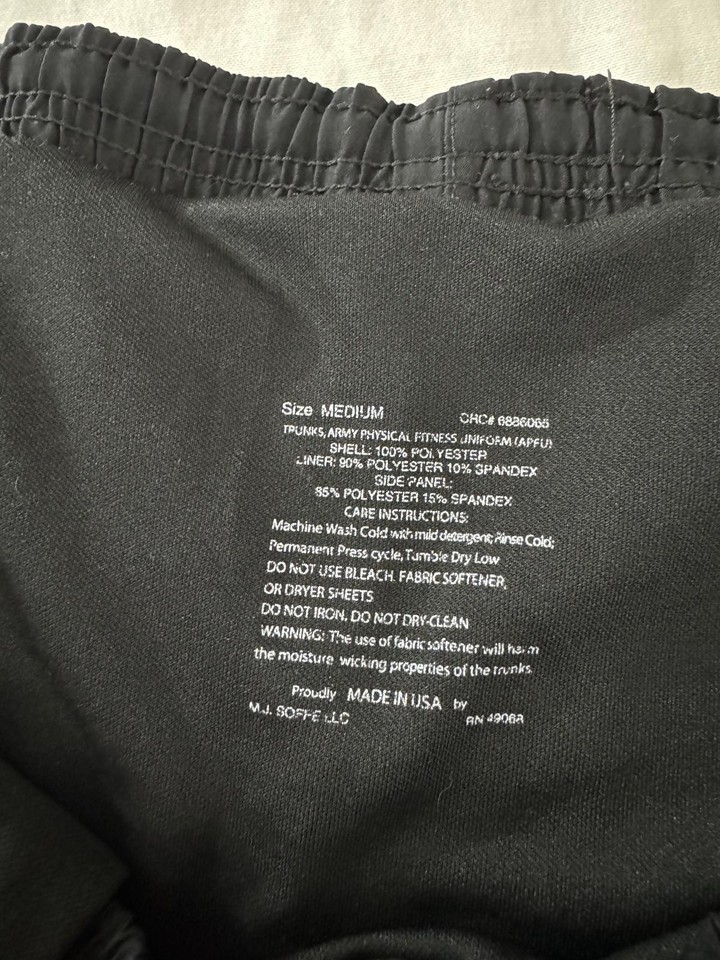 Size MEDIUM CHC# 6886065
TRUNKS, ARMY PHYSICAL FITNESS UNIFORM (APFU)
SHELL: 100% POLYESTER
LINER: 90% POLYESTER 10% SPANDEX
SIDE PANEL:
85% POLYESTER 15% SPANDEX
CARE INSTRUCTIONS:
Machine Wash Cold with mild detergent; Rinse Cold;
Permanent Press cycle, Tumble Dry Low
DO NOT USE BLEACH, FABRIC SOFTENER,
OR DRYER SHEETS
DO NOT IRON, DO NOT DRY-CLEAN
WARNING: The use of fabric softener will harm
the moisture wicking properties of the trunks.
Proudly MADE IN USA by
M.J. SOFFE LLC RN 49068